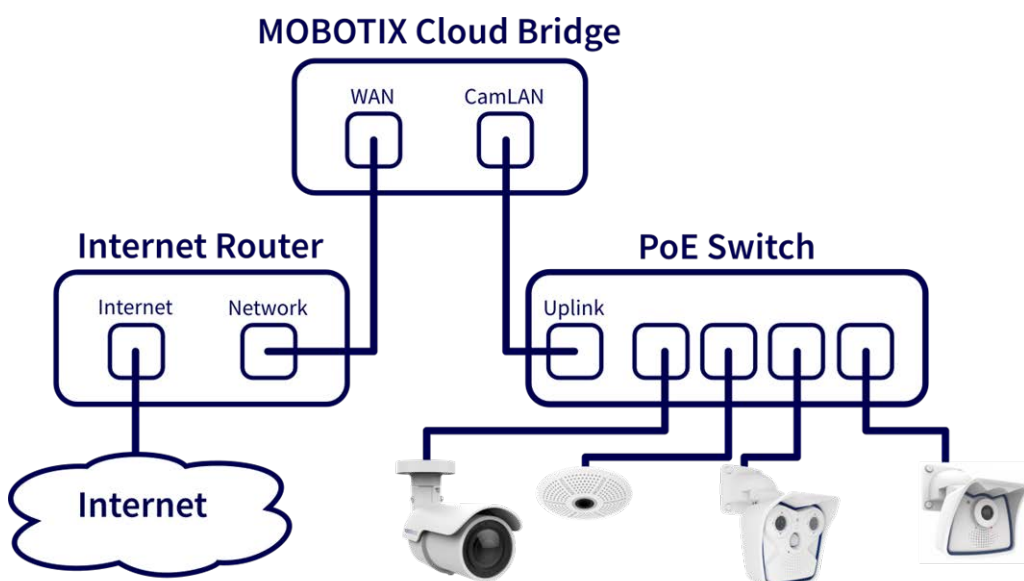 MOBOTIX Cloud Bridge
WAN
CamLAN
Internet Router
Internet
Network
PoE Switch
Uplink
Internet